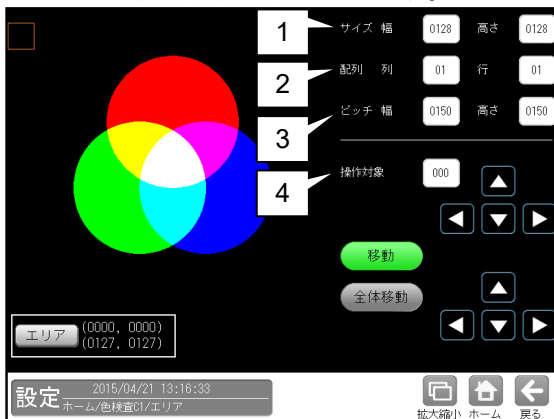 1
サイズ 幅 0128 高さ 0128
2
配列 列 01 行 01
3
ピッチ 幅 0150 高さ 0150
4
操作対象 000
移動
全体移動
エリア (0000, 0000)
(0127, 0127)
設定 2015/04/21 13:16:33
ホーム/色検査C1/エリア
拡大縮小 ホーム 戻る